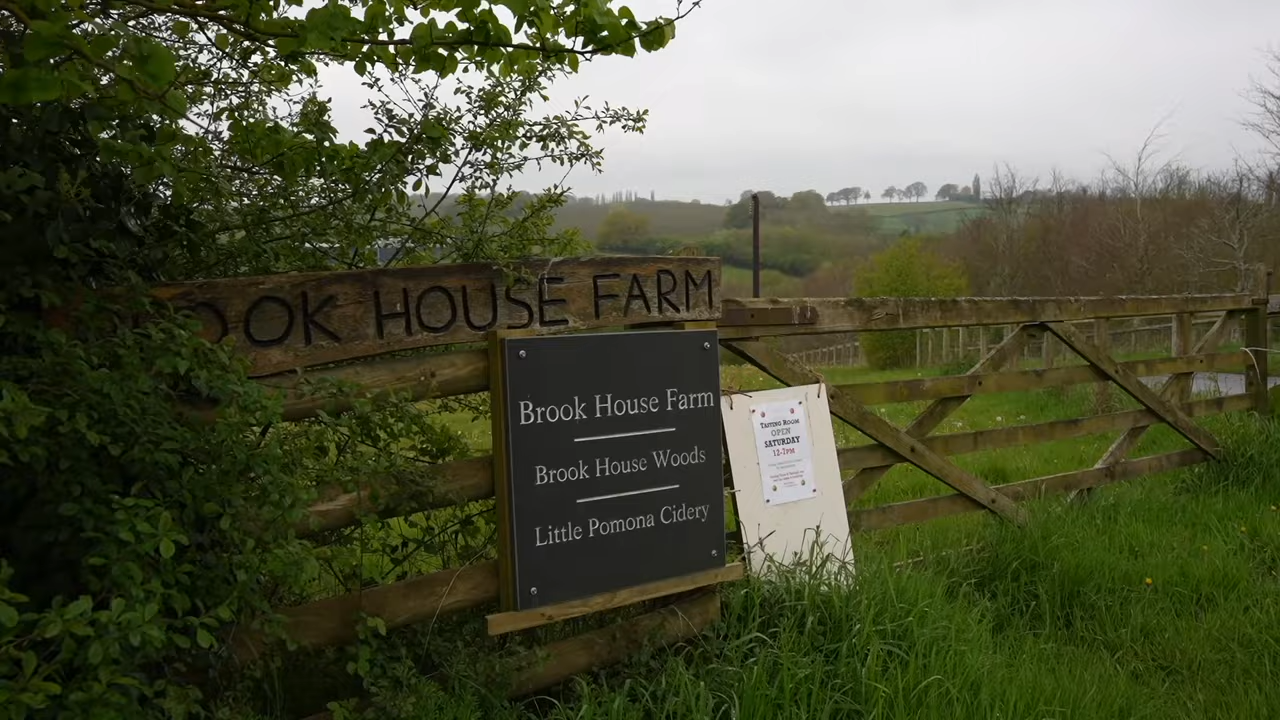 OOK HOUSE FARM
Brook House Farm
Brook House Woods
Little Pomona Cidery
TASTING ROOM
OPEN
SATURDAY
12-7PM